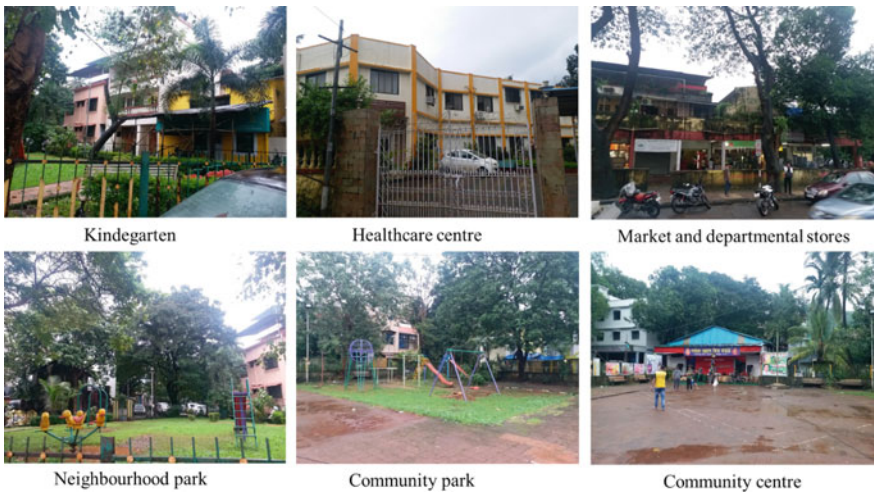 Kindegarten
Healthcare centre
Market and departmental stores
Neighbourhood park
Community park
Community centre